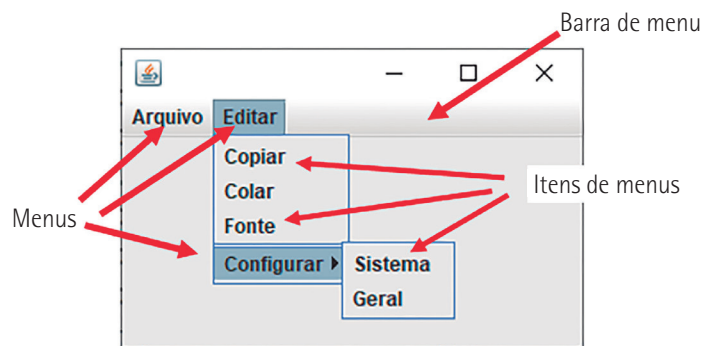 Barra de menu
Arquivo Editar
Copiar
Colar
Fonte
Configurar
Sistema
Geral
Menus
Itens de menus